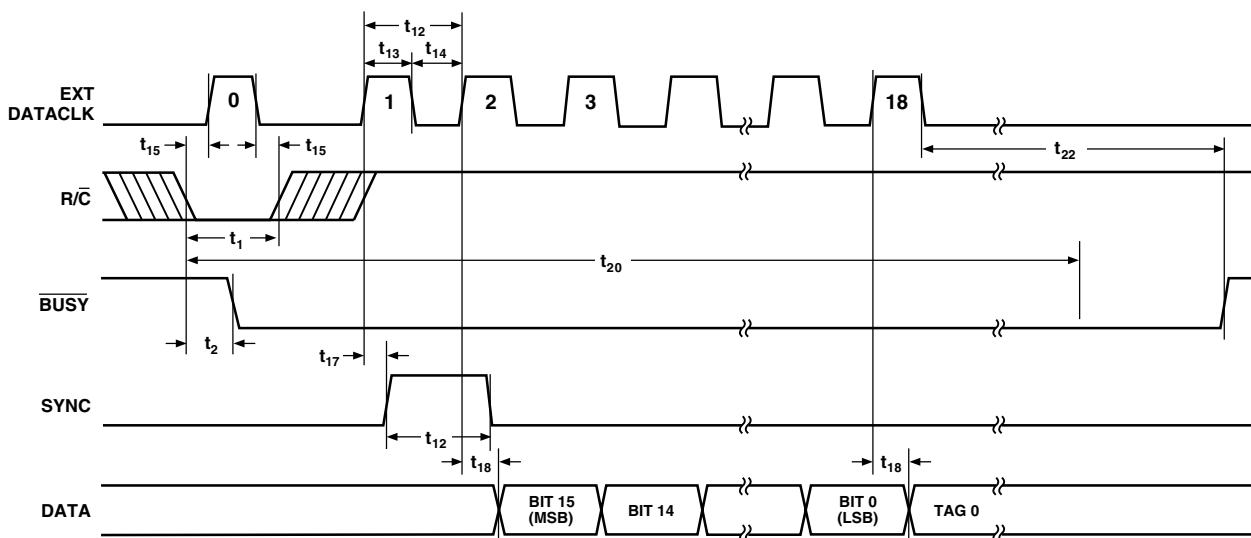 t12
t13 t14
EXT
DATACLK
0 1 2 3 18
t15 t15
t22
R/C̅
t1
t20
B̅U̅S̅Y̅
t2
t17
SYNC
t12
t18 t18
DATA
BIT 15
(MSB)
BIT 14
BIT 0
(LSB)
TAG 0